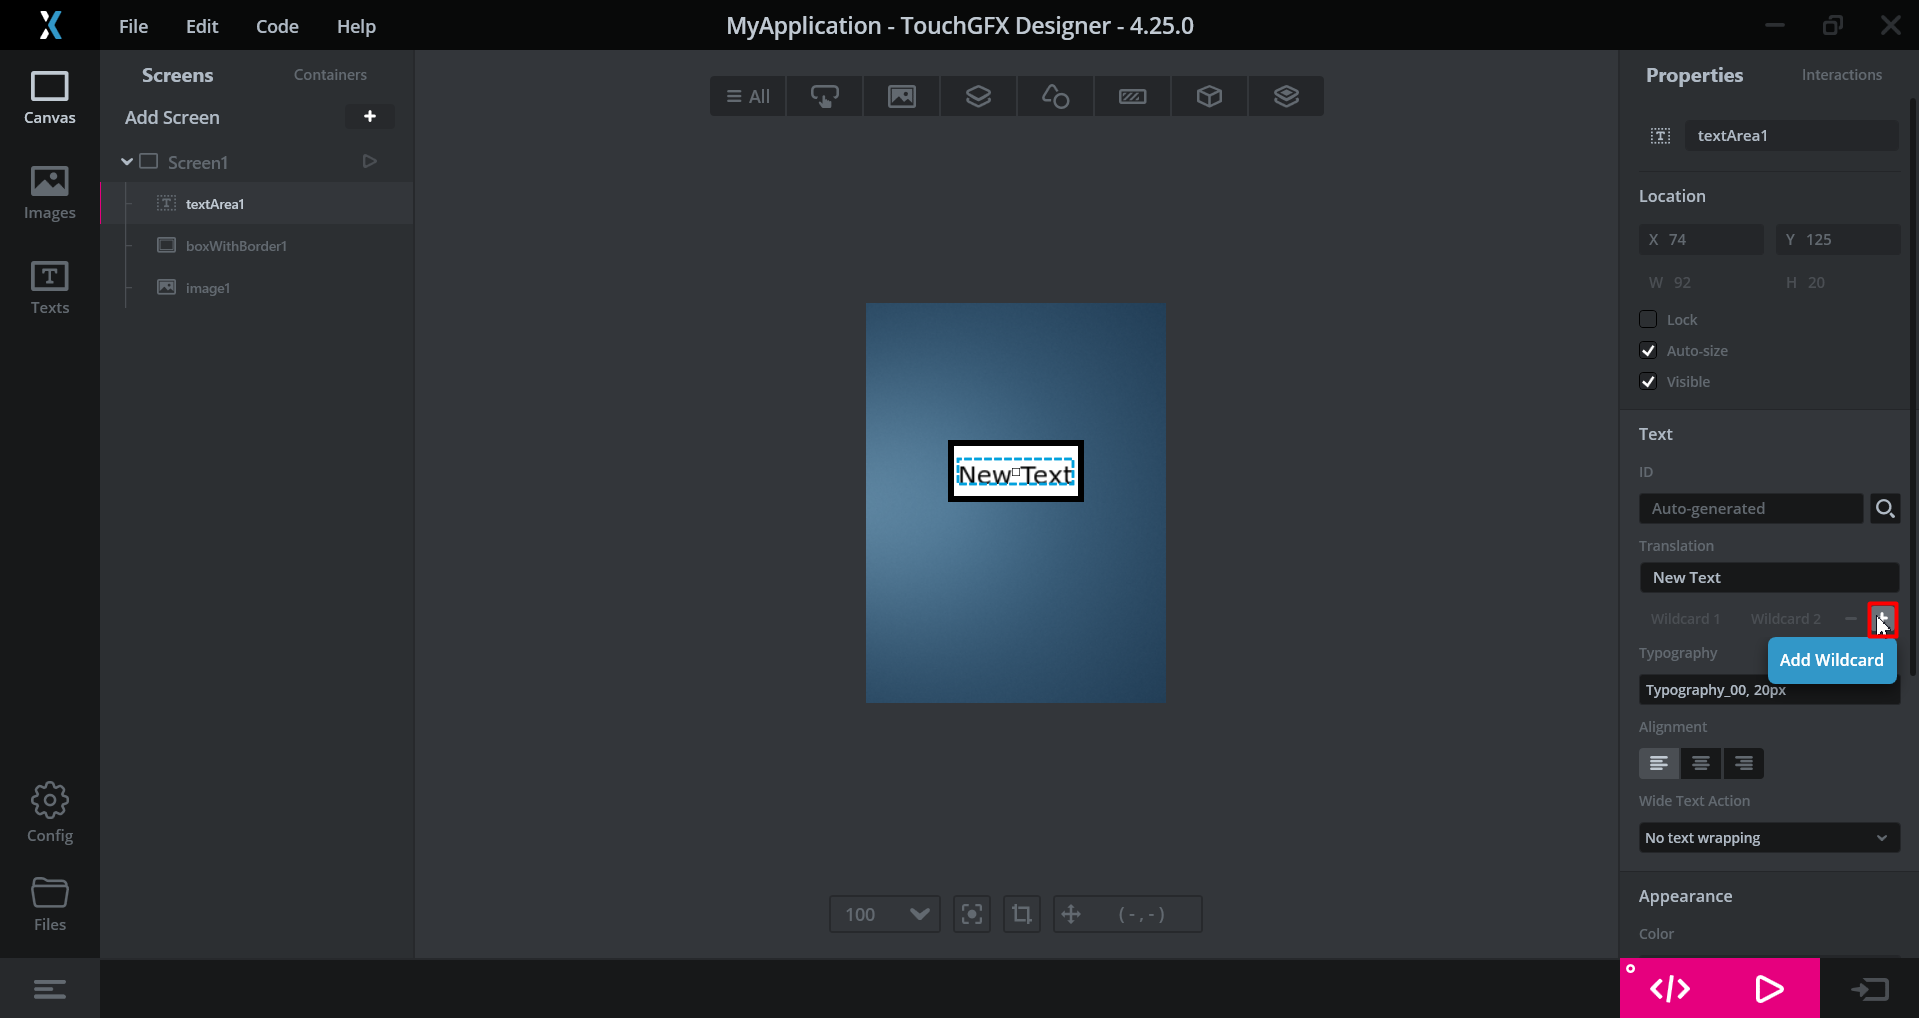 File Edit Code Help MyApplication - TouchGFX Designer - 4.25.0
Canvas
Images
Texts
Config
Files
Screens Containers
Add Screen +
Screen1
textArea1
boxWithBorder1
image1
All
New Text
100 (-,-)
Properties Interactions
textArea1
Location
X 74 Y 125
W 92 H 20
Lock
Auto-size
Visible
Text
ID
Auto-generated
Translation
New Text
Wildcard 1 Wildcard 2 − +
Add Wildcard
Typography
Typography_00, 20px
Alignment
Wide Text Action
No text wrapping
Appearance
Color